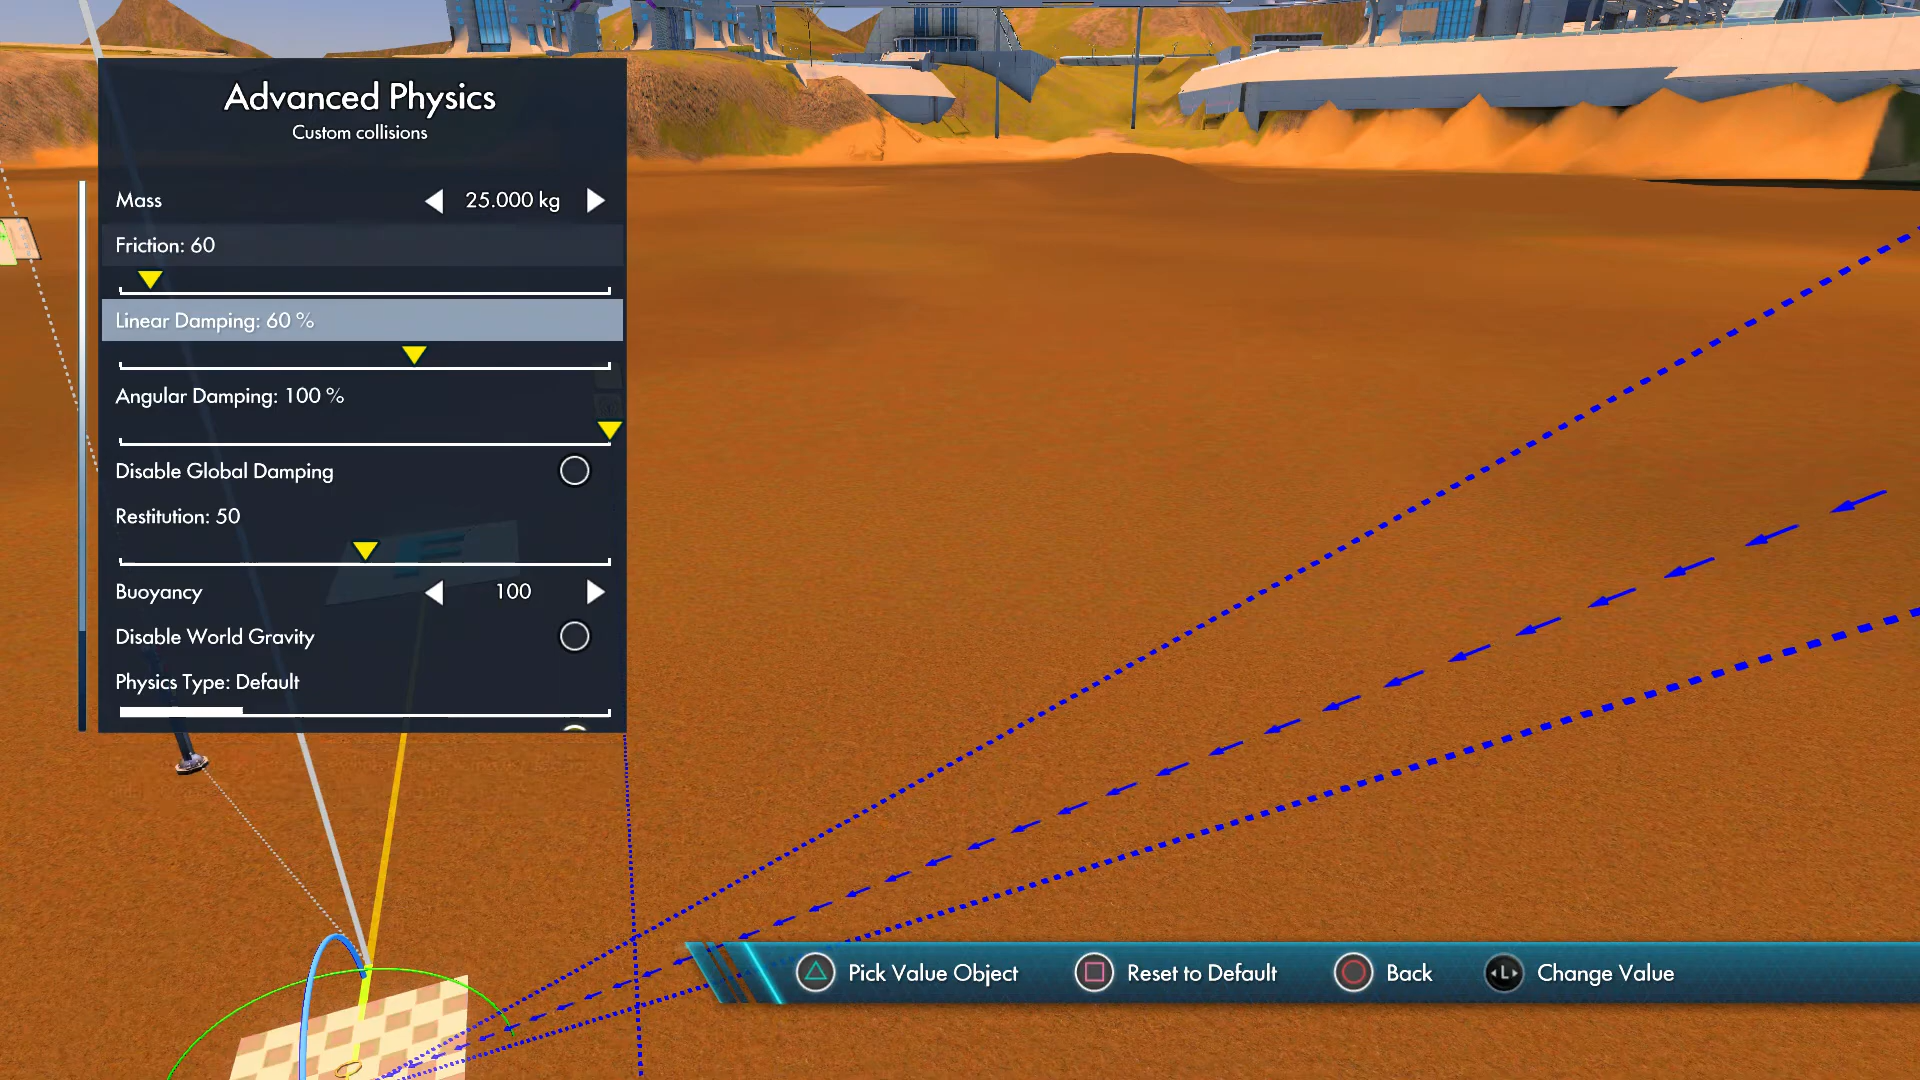 Advanced Physics
Custom collisions
Mass 25.000 kg
Friction: 60
Linear Damping: 60 %
Angular Damping: 100 %
Disable Global Damping
Restitution: 50
Buoyancy 100
Disable World Gravity
Physics Type: Default
Pick Value Object Reset to Default Back L Change Value